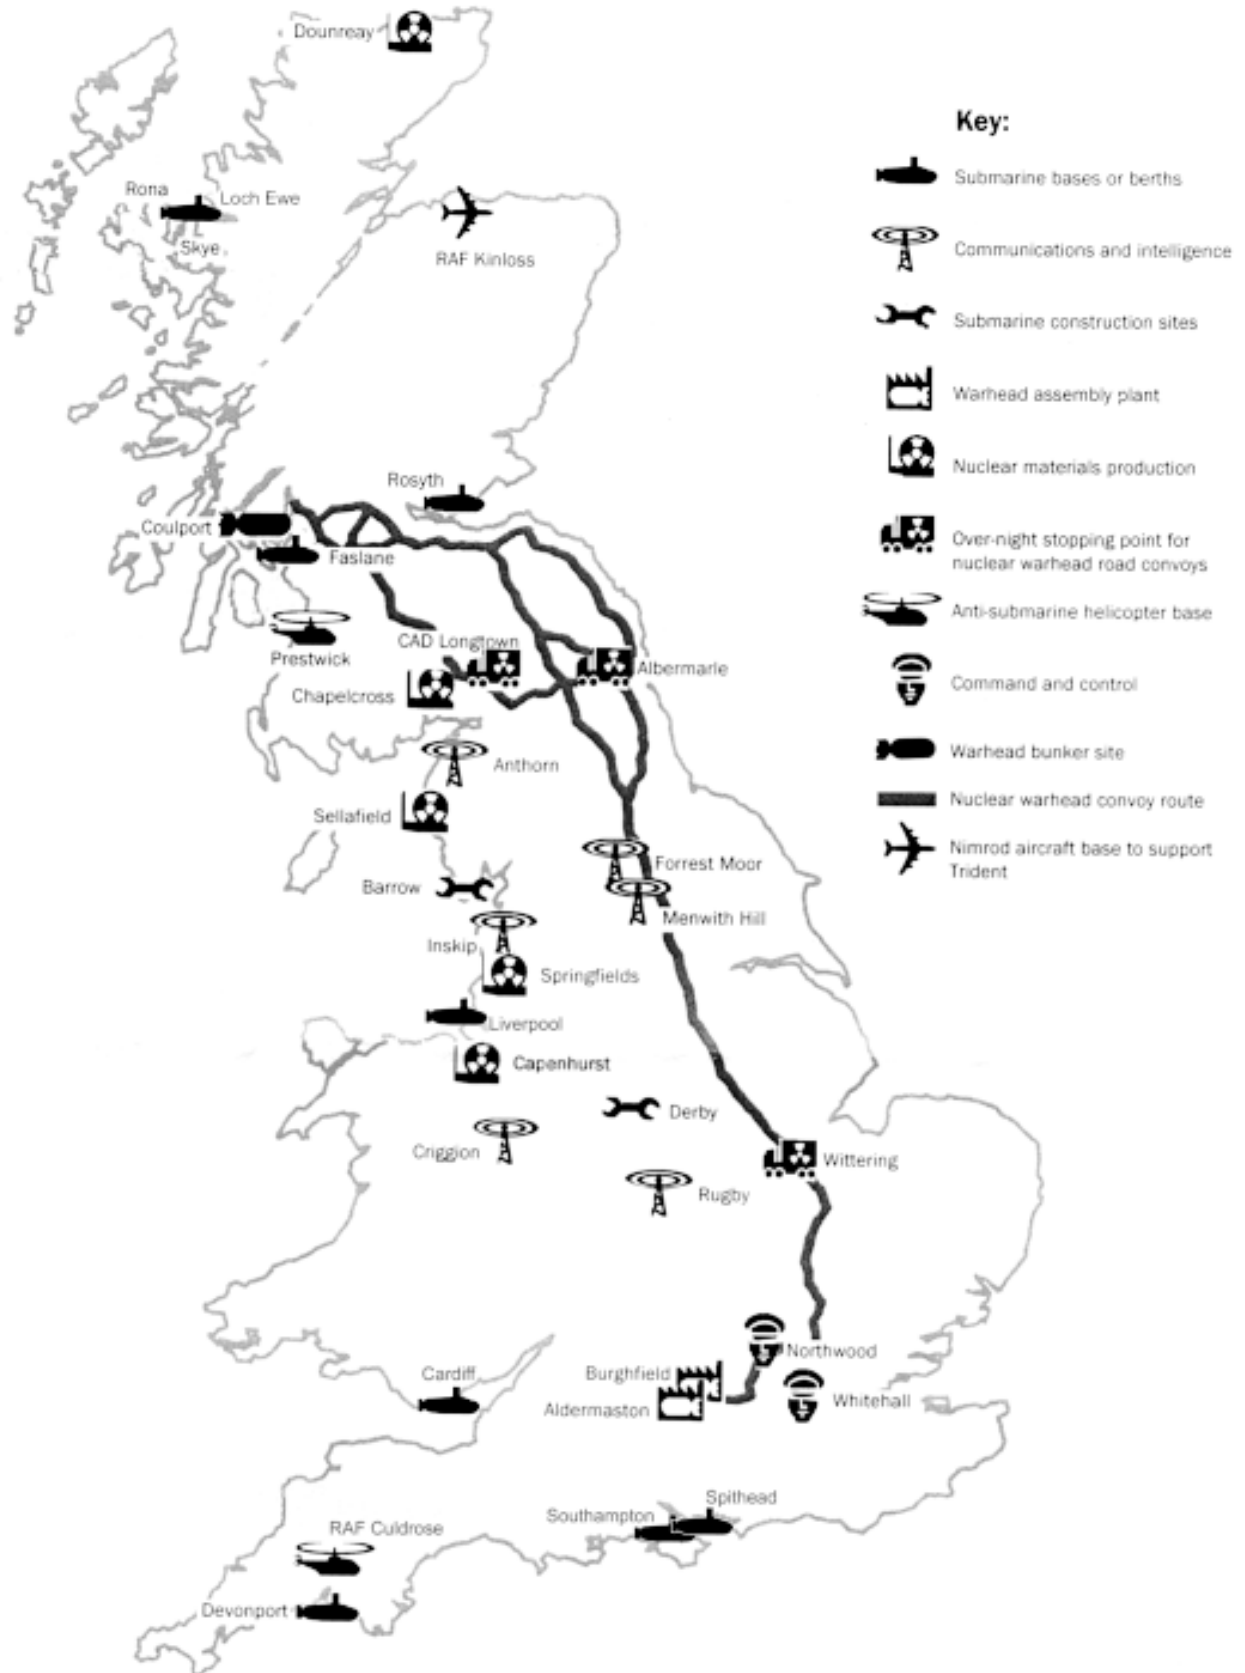 Dounreay
Key:
Submarine bases or berths
Rona
Loch Ewe
Skye
RAF Kinloss
Communications and intelligence
Submarine construction sites
Warhead assembly plant
Nuclear materials production
Rosyth
Coulport
Faslane
Over-night stopping point for
nuclear warhead road convoys
Anti-submarine helicopter base
Prestwick
CAD Longtown
Albermarle
Chapelcross
Command and control
Anthorn
Warhead bunker site
Nuclear warhead convoy route
Sellafield
Nimrod aircraft base to support
Trident
Forrest Moor
Barrow
Menwith Hill
Inskip
Springfields
Liverpool
Capenhurst
Derby
Criggion
Wittering
Rugby
Northwood
Burghfield
Cardiff
Whitehall
Aldermaston
Spithead
Southampton
RAF Culdrose
Devonport